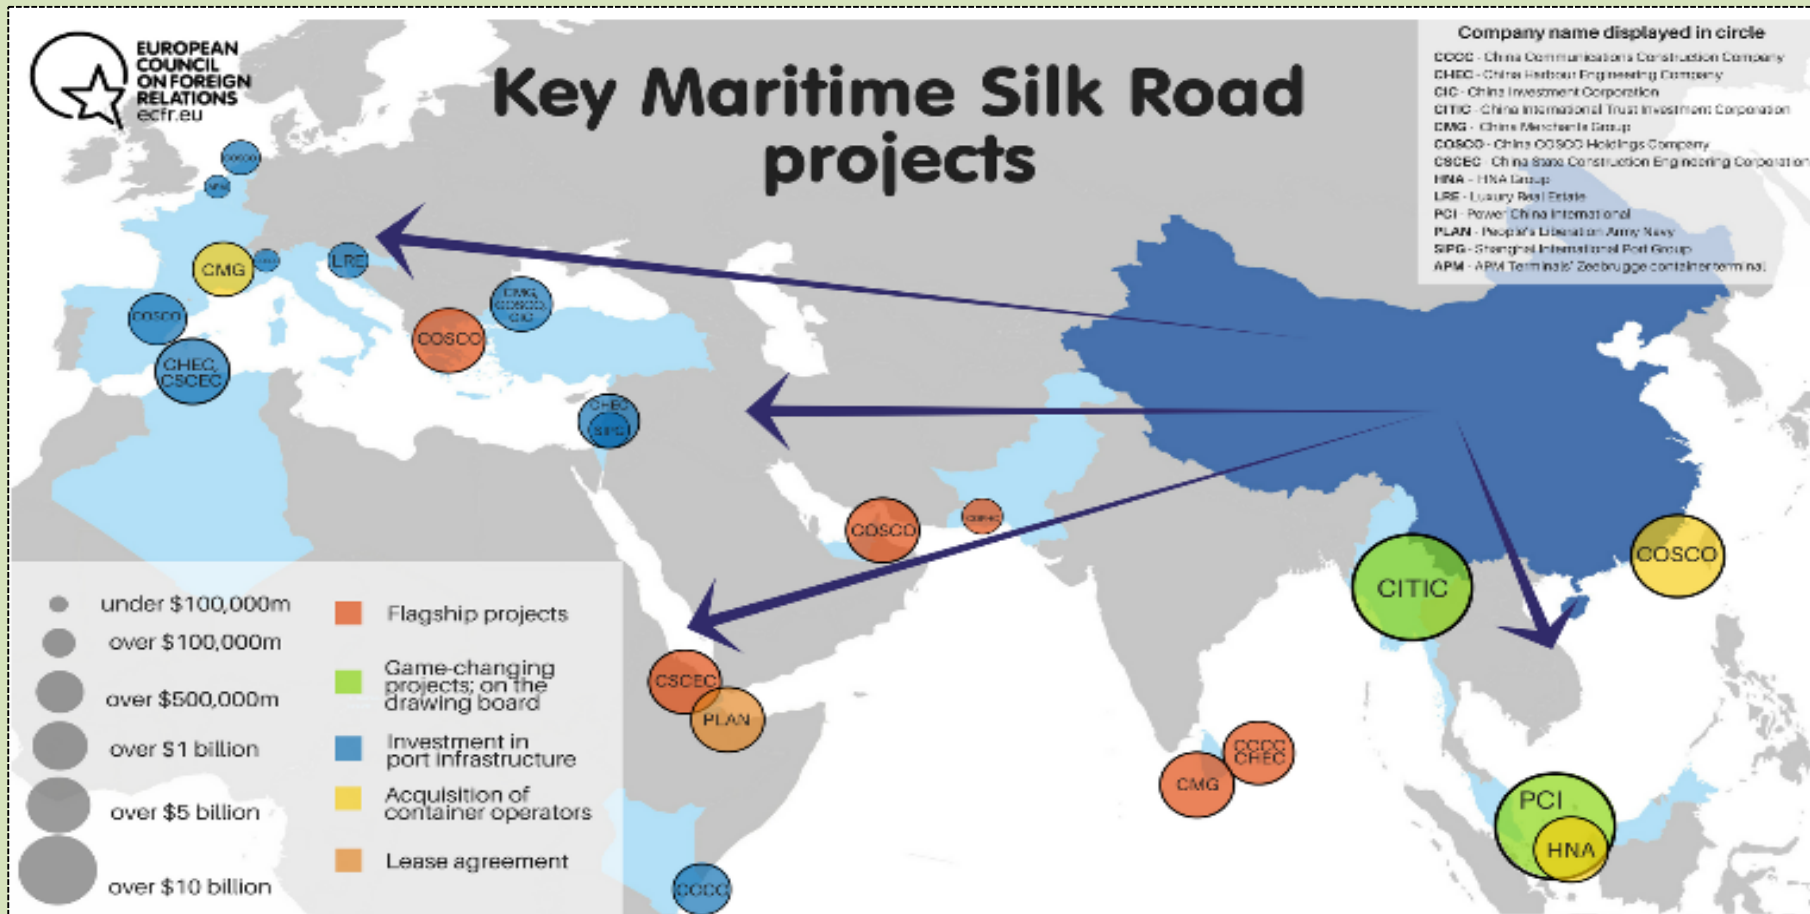 EUROPEAN
COUNCIL
ON FOREIGN
RELATIONS
ecfr.eu
Key Maritime Silk Road
projects
Company name displayed in circle
CCCC - China Communications Construction Company
CHEC - China Harbour Engineering Company
CIC - China Investment Corporation
CITIC - China International Trust Investment Corporation
CMG - China Merchants Group
COSCO - China COSCO Holdings Company
CSCEC - China State Construction Engineering Corporation
HNA - HNA Group
LRE - Luxury Real Estate
PCI - Power China International
PLAN - People's Liberation Army Navy
SIPG - Shanghai International Port Group
APM - APM Terminals' Zeebrugge container terminal
COSCO
APM
CMG
LRE
COSCO
CMG,
COSCO,
CIC
COSCO
CHEC,
CSCEC
CHEC
SIPG
COSCO
COSCO
CITIC
CSCEC
PLAN
CCCC
CHEC
CMG
PCI
HNA
CCCC
under $100,000m
over $100,000m
over $500,000m
over $1 billion
over $5 billion
over $10 billion
Flagship projects
Game-changing
projects; on the
drawing board
Investment in
port infrastructure
Acquisition of
container operators
Lease agreement